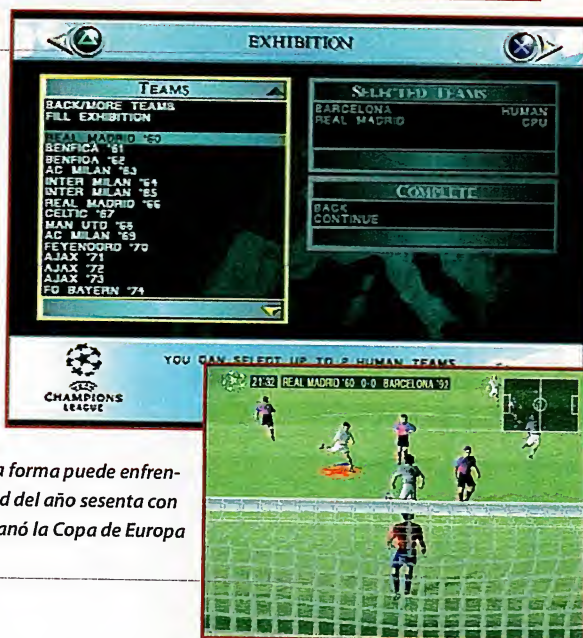 EXHIBITION
TEAMS
BACK/MORE TEAMS
FILL EXHIBITION
REAL MADRID '60
BENFICA '61
BENFICA '62
AC MILAN '63
INTER MILAN '64
INTER MILAN '65
REAL MADRID '66
CELTIC '67
MAN UTD '68
AC MILAN '69
FEYENOORD '70
AJAX '71
AJAX '72
AJAX '73
FC BAYERN '74
SELECTED TEAMS
BARCELONA HUMAN
REAL MADRID CPU
COMPLETE
BACK
CONTINUE
UEFA
CHAMPIONS
LEAGUE
YOU CAN SELECT UP TO 2 HUMAN TEAMS
21:32 REAL MADRID '60 0-0 BARCELONA '92
a forma puede enfren-
d del año sesenta con
anó la Copa de Europa